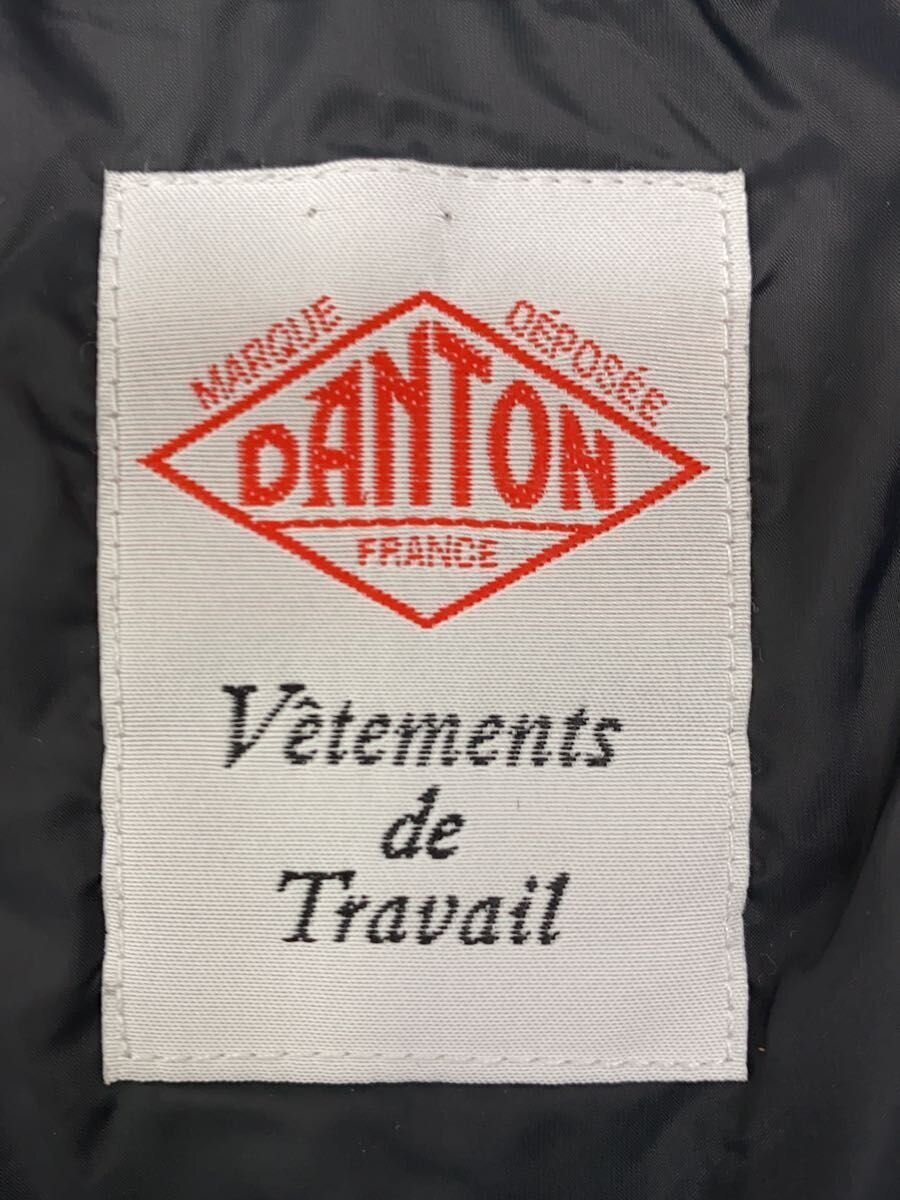 MARQUE DÉPOSÉE
DANTON
FRANCE
Vêtements
de
Travail